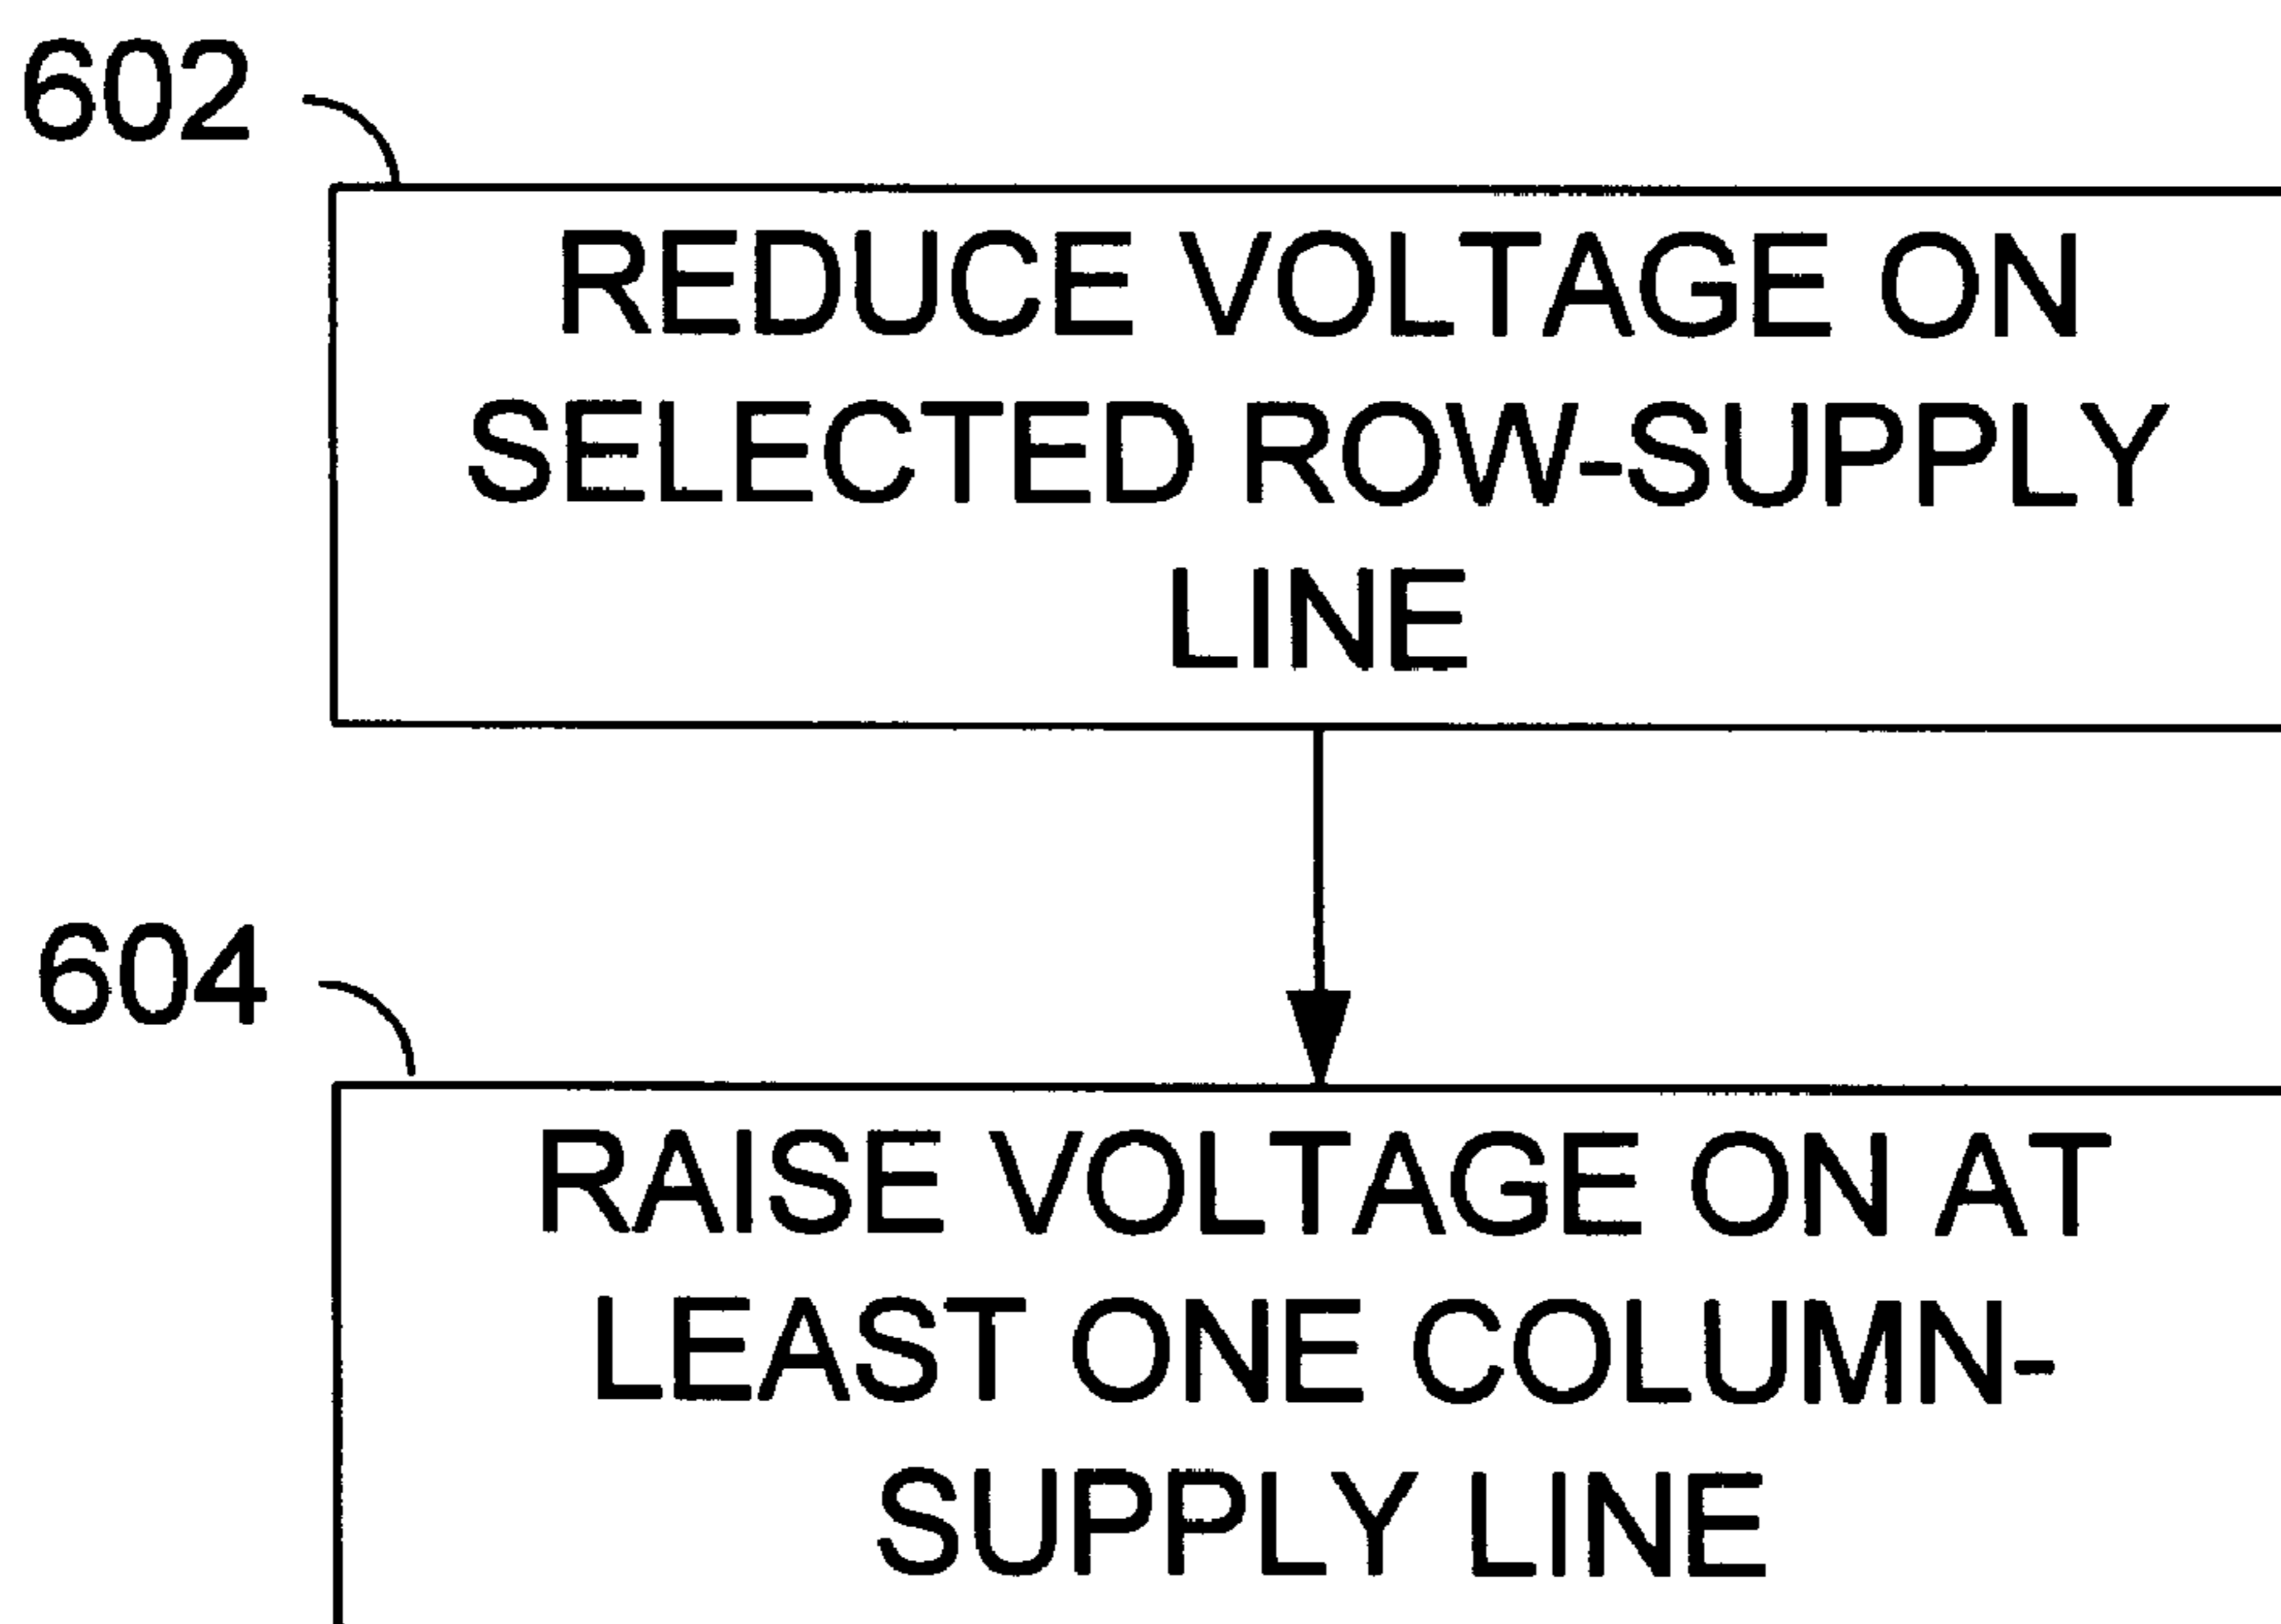 602
REDUCE VOLTAGE ON
SELECTED ROW-SUPPLY
LINE
604
RAISE VOLTAGE ON AT
LEAST ONE COLUMN-
SUPPLY LINE